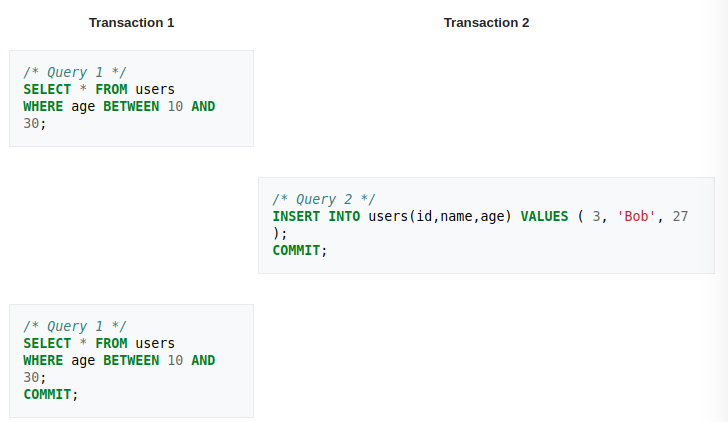 Transaction 1
Transaction 2
/* Query 1 */
SELECT * FROM users
WHERE age BETWEEN 10 AND
30;
/* Query 2 */
INSERT INTO users(id,name,age) VALUES ( 3, 'Bob', 27
);
COMMIT;
/* Query 1 */
SELECT * FROM users
WHERE age BETWEEN 10 AND
30;
COMMIT;